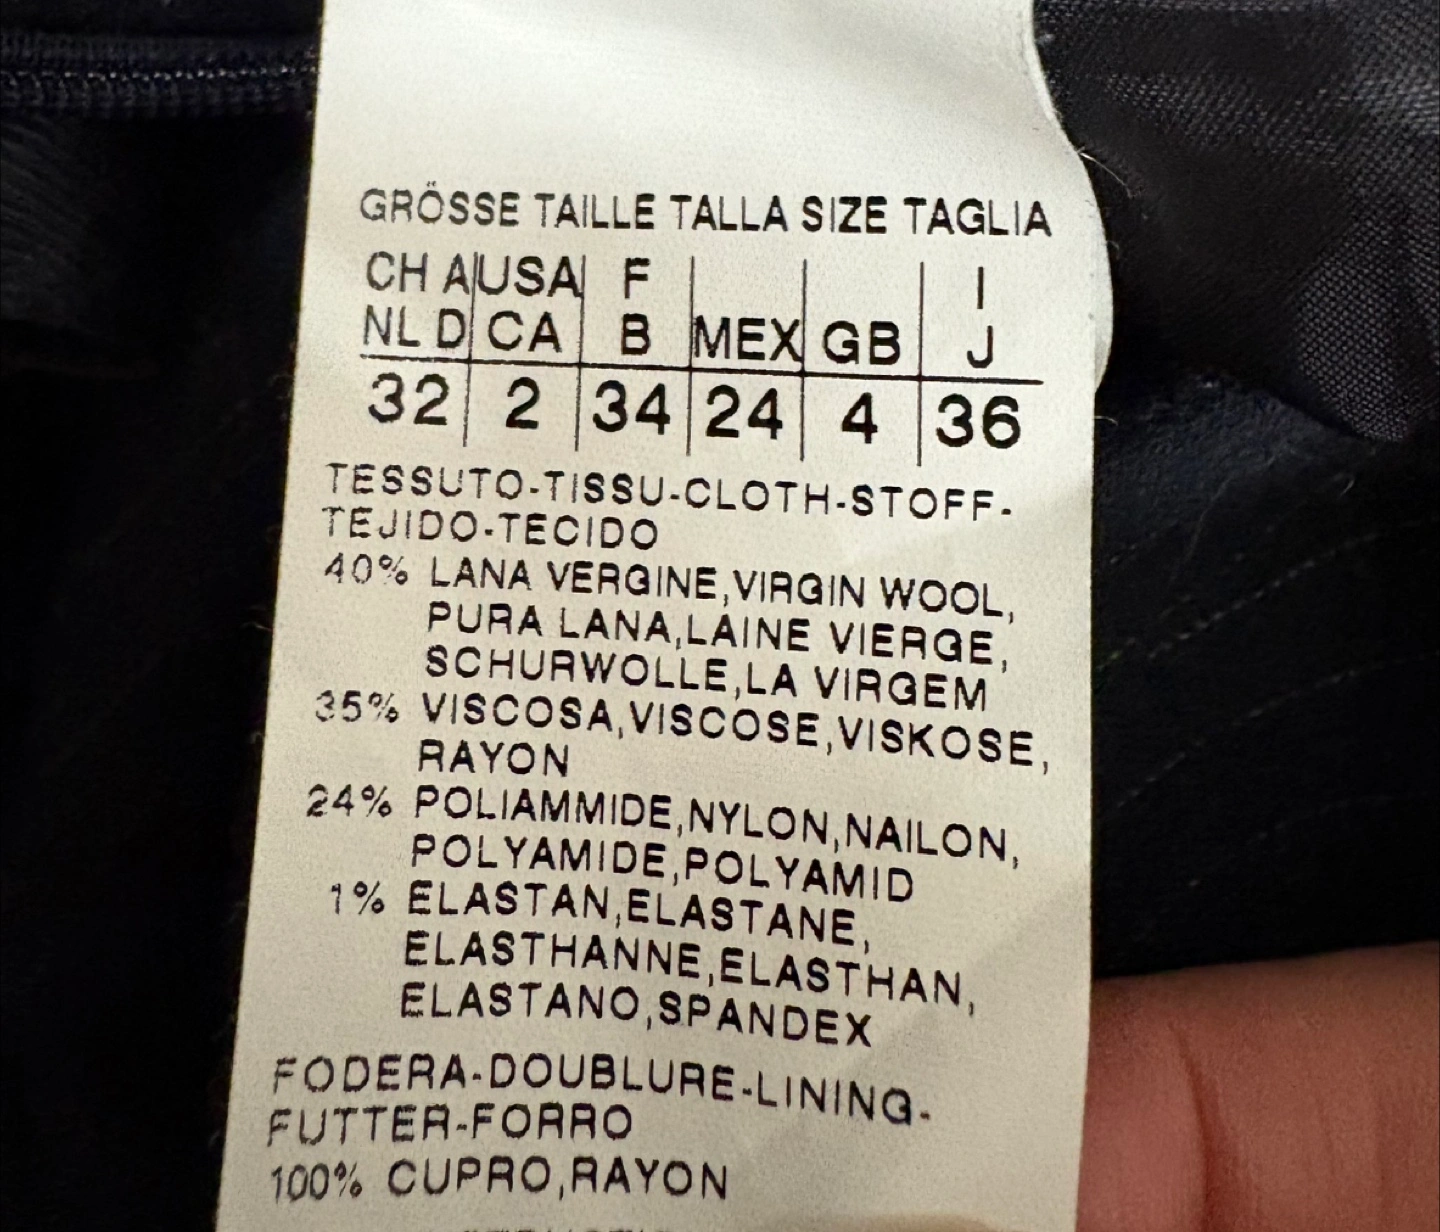 GRÖSSE TAILLE TALLA SIZE TAGLIA
CH A USA F I
NL D CA B MEX GB J
32 2 34 24 4 36
TESSUTO-TISSU-CLOTH-STOFF-
TEJIDO-TECIDO
40% LANA VERGINE,VIRGIN WOOL,
PURA LANA,LAINE VIERGE,
SCHURWOLLE,LA VIRGEM
35% VISCOSA,VISCOSE,VISKOSE,
RAYON
24% POLIAMMIDE,NYLON,NAILON,
POLYAMIDE,POLYAMID
1% ELASTAN,ELASTANE,
ELASTHANNE,ELASTHAN,
ELASTANO,SPANDEX
FODERA-DOUBLURE-LINING-
FUTTER-FORRO
100% CUPRO,RAYON